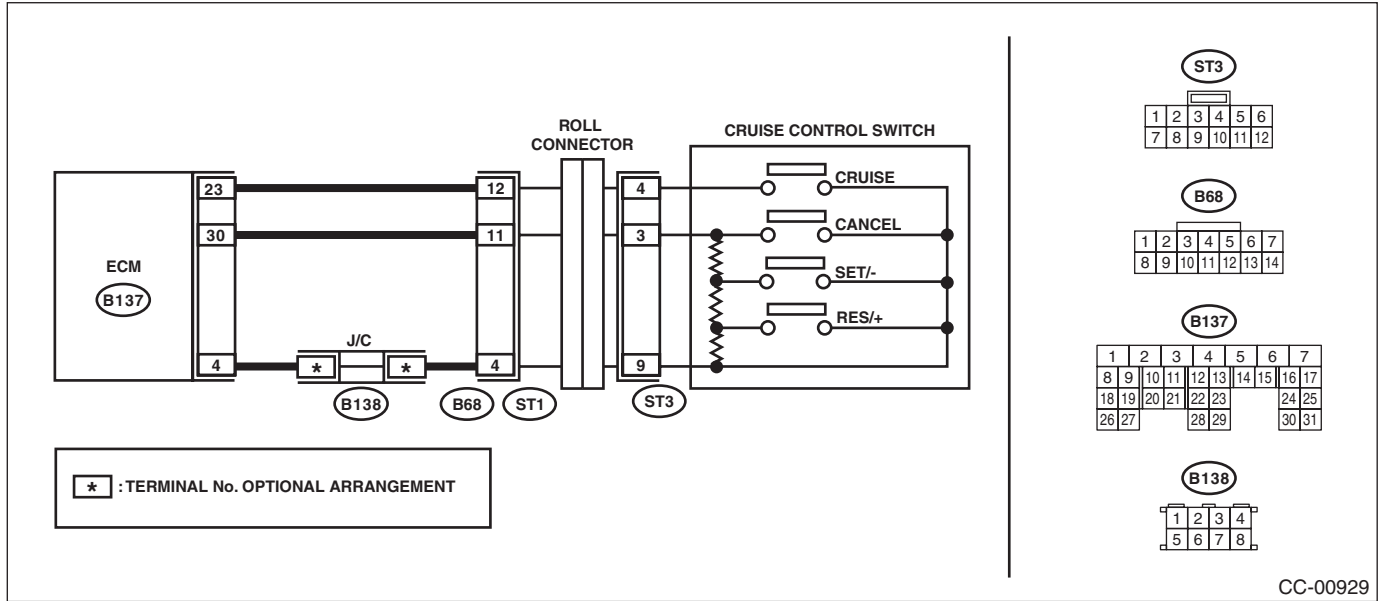 ROLL
CONNECTOR
CRUISE CONTROL SWITCH
ECM
B137
23
30
4
J/C
*
*
B138
12
11
4
B68
ST1
4
3
9
ST3
CRUISE
CANCEL
SET/-
RES/+
* : TERMINAL No. OPTIONAL ARRANGEMENT
ST3
1 2 3 4 5 6
7 8 9 10 11 12
B68
1 2 3 4 5 6 7
8 9 10 11 12 13 14
B137
1 2 3 4 5 6 7
8 9 10 11 12 13 14 15 16 17
18 19 20 21 22 23 24 25
26 27 28 29 30 31
B138
1 2 3 4
5 6 7 8
CC-00929